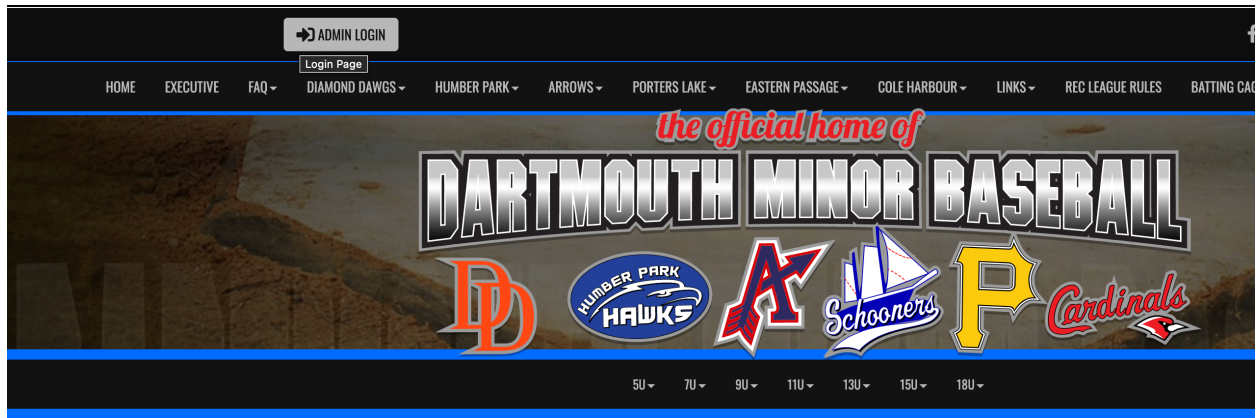 ADMIN LOGIN
Login Page
HOME EXECUTIVE FAQ DIAMOND DAWGS HUMBER PARK ARROWS PORTERS LAKE EASTERN PASSAGE COLE HARBOUR LINKS REC LEAGUE RULES BATTING CAG
the official home of
DARTMOUTH MINOR BASEBALL
DD
HUMBER PARK
HAWKS
A
Schooners
P
Cardinals
5U 7U 9U 11U 13U 15U 18U